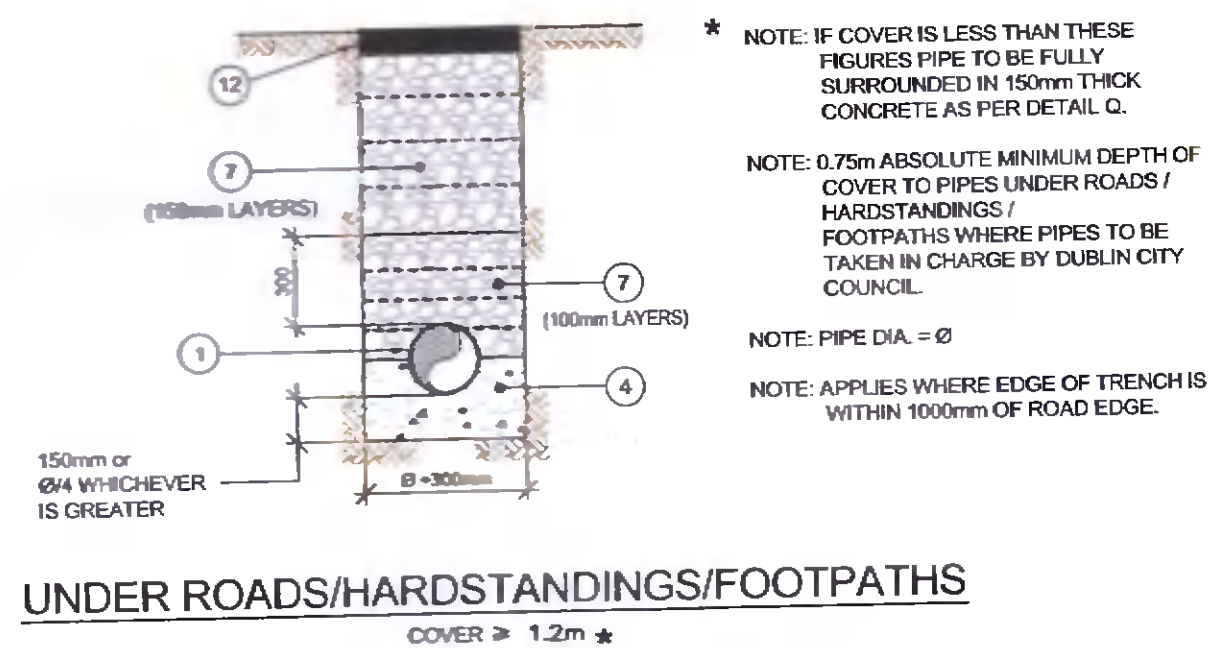 12
7
(150mm LAYERS)
300
7
(100mm LAYERS)
1
4
150mm or
Ø/4 WHICHEVER
IS GREATER
Ø +300mm
* NOTE: IF COVER IS LESS THAN THESE
FIGURES PIPE TO BE FULLY
SURROUNDED IN 150mm THICK
CONCRETE AS PER DETAIL Q.
NOTE: 0.75m ABSOLUTE MINIMUM DEPTH OF
COVER TO PIPES UNDER ROADS /
HARDSTANDINGS /
FOOTPATHS WHERE PIPES TO BE
TAKEN IN CHARGE BY DUBLIN CITY
COUNCIL.
NOTE: PIPE DIA. = Ø
NOTE: APPLIES WHERE EDGE OF TRENCH IS
WITHIN 1000mm OF ROAD EDGE.
UNDER ROADS/HARDSTANDINGS/FOOTPATHS
COVER ⩾ 1.2m *